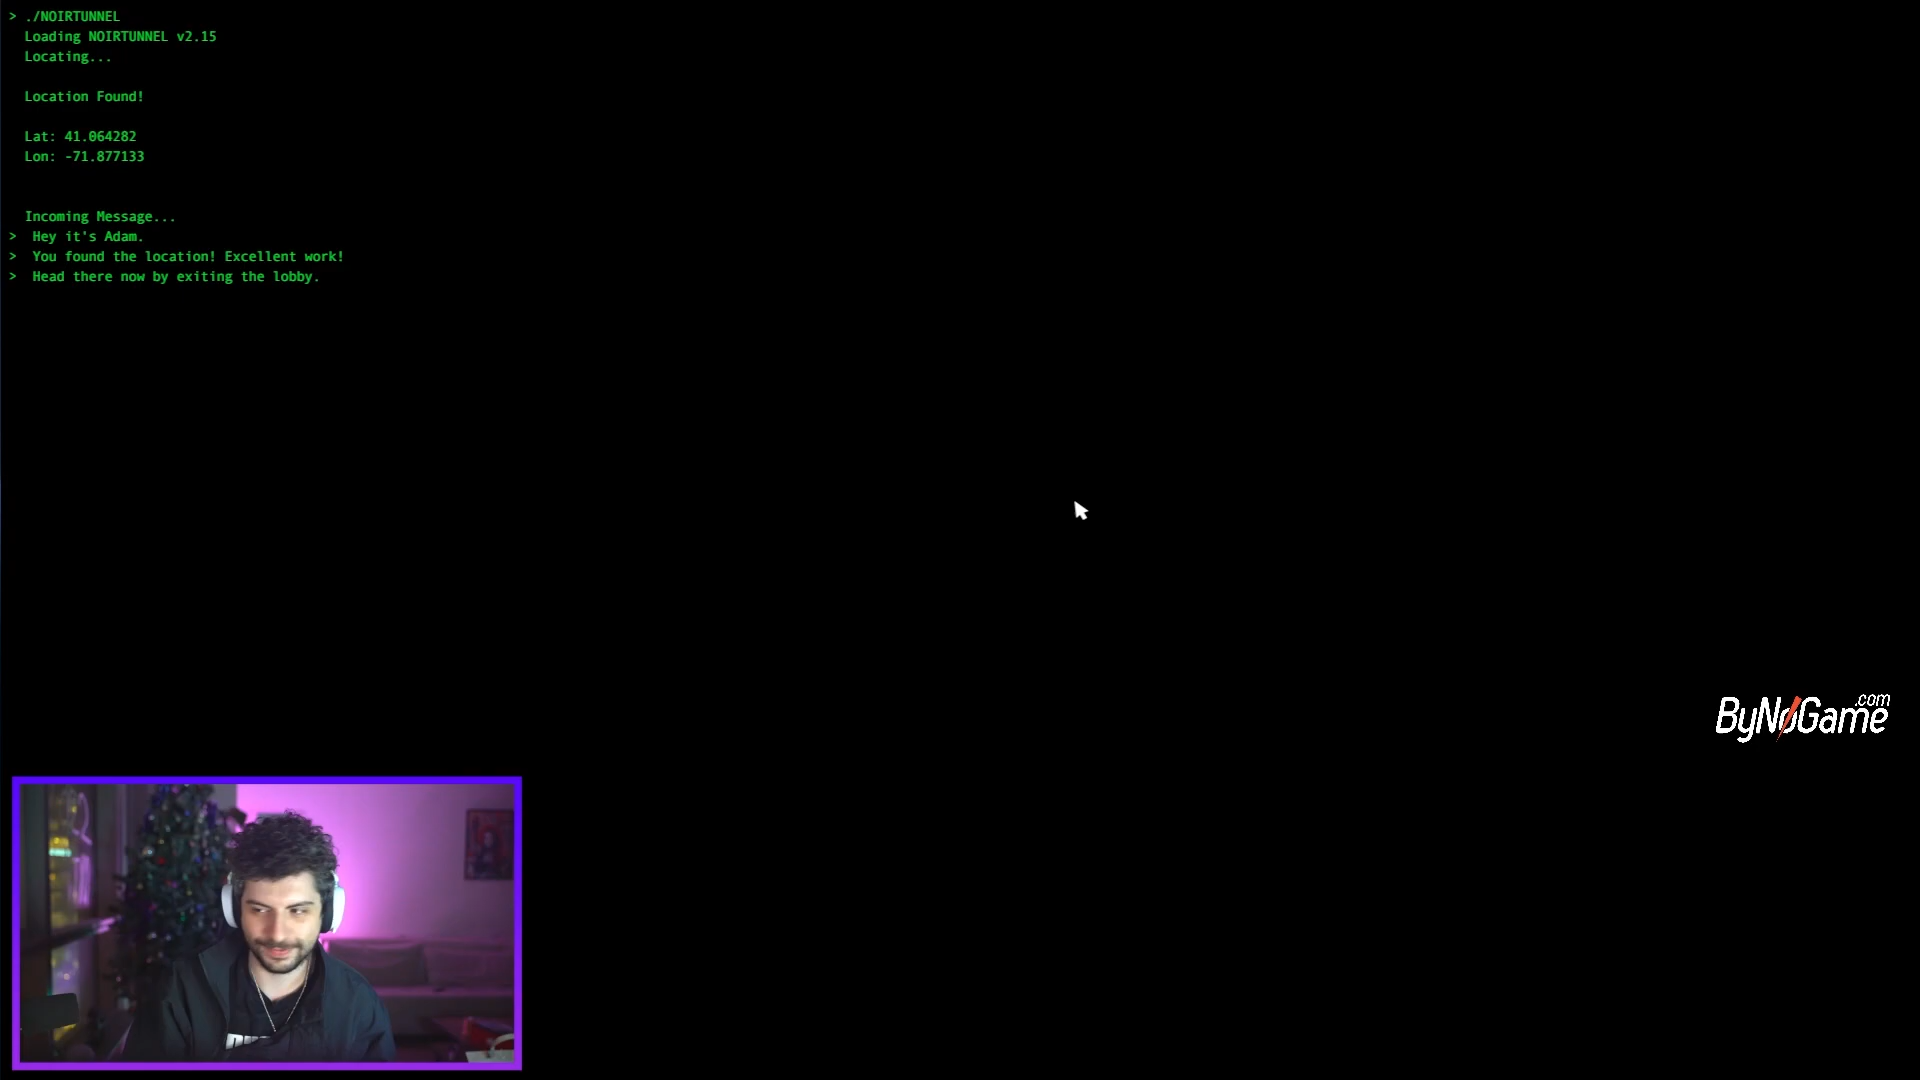 > ./NOIRTUNNEL
Loading NOIRTUNNEL v2.15
Locating...
Location Found!
Lat: 41.064282
Lon: -71.877133
Incoming Message...
> Hey it's Adam.
> You found the location! Excellent work!
> Head there now by exiting the lobby.
ByNoGame.com